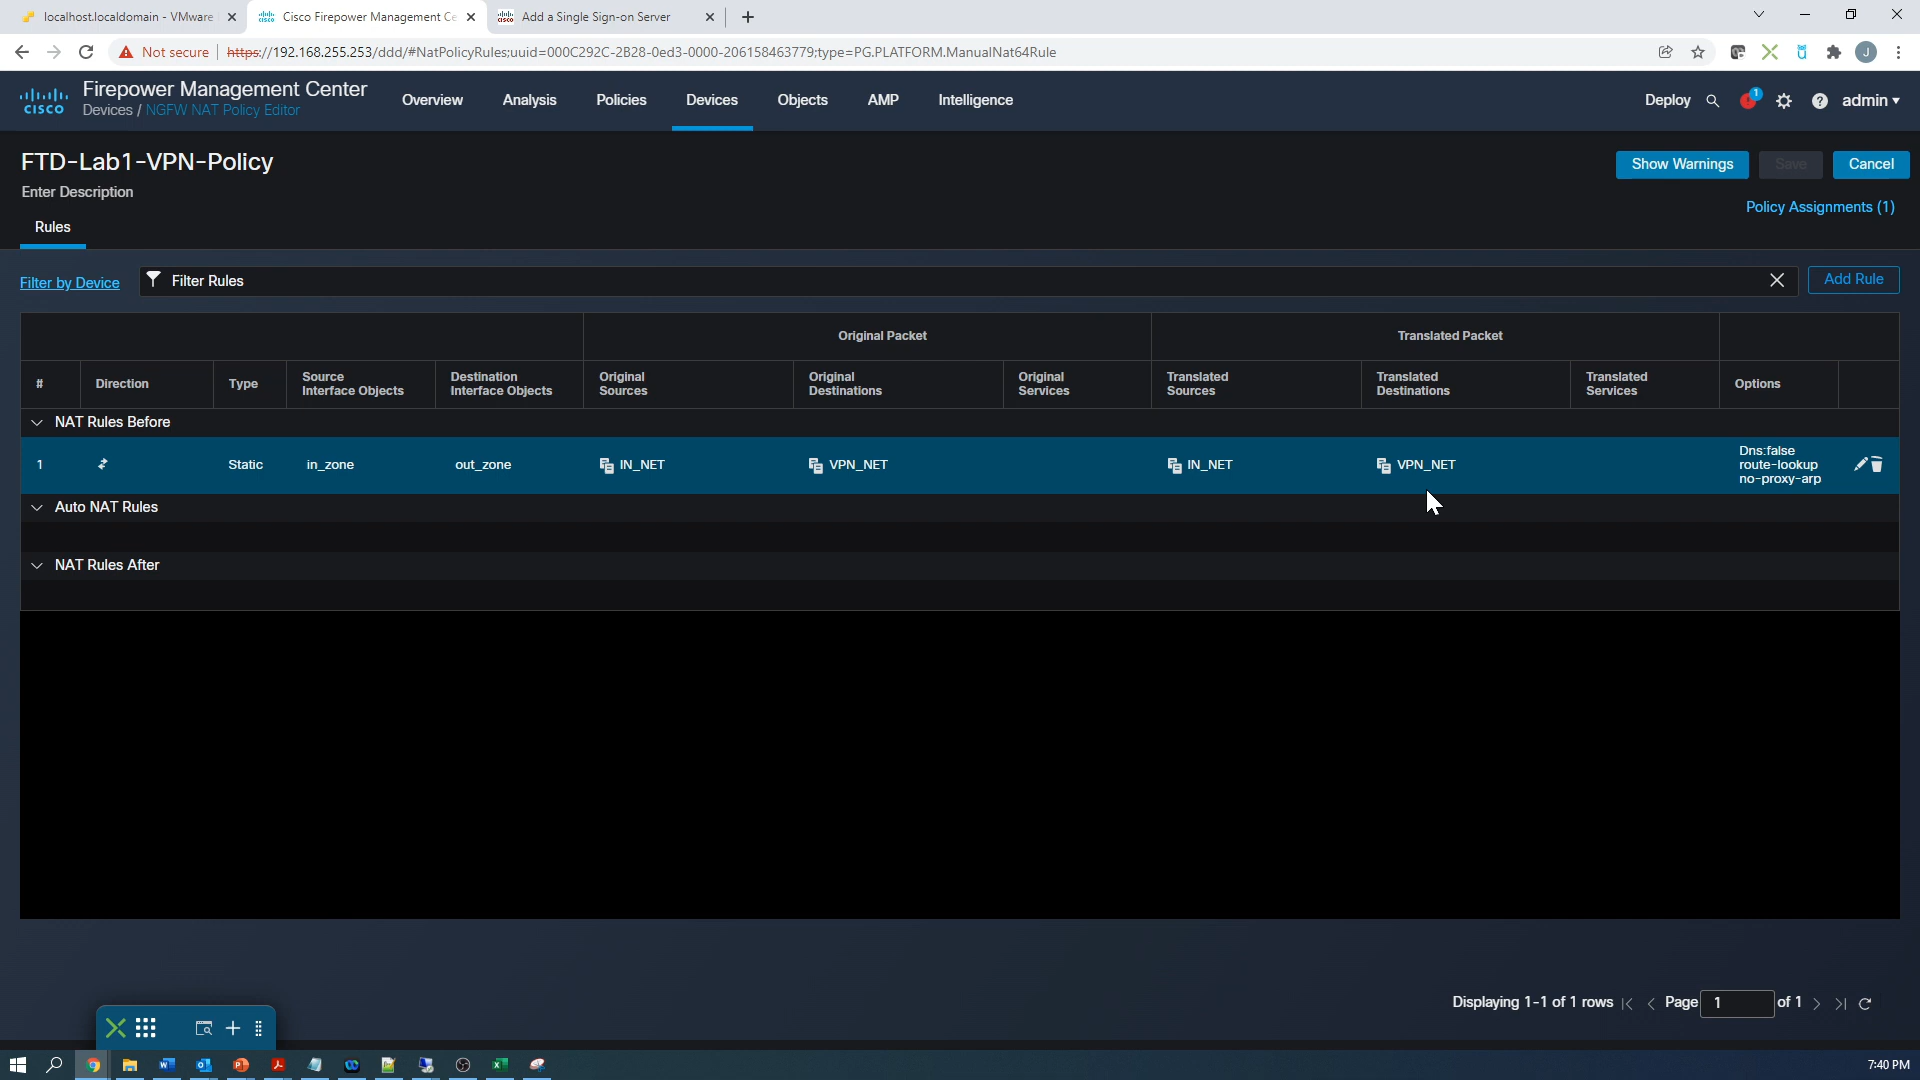 localhost.localdomain - VMware
Cisco Firepower Management Ce
Add a Single Sign-on Server
Not secure
https://192.168.255.253/ddd/#NatPolicyRules;uuid=000C292C-2B28-0ed3-0000-206158463779;type=PG.PLATFORM.ManualNat64Rule
J
cisco
Firepower Management Center
Devices / NGFW NAT Policy Editor
Overview
Analysis
Policies
Devices
Objects
AMP
Intelligence
Deploy
1
admin
FTD-Lab1-VPN-Policy
Enter Description
Show Warnings
Save
Cancel
Policy Assignments (1)
Rules
Filter by Device
Filter Rules
Add Rule
Original Packet
Translated Packet
#
Direction
Type
Source
Interface Objects
Destination
Interface Objects
Original
Sources
Original
Destinations
Original
Services
Translated
Sources
Translated
Destinations
Translated
Services
Options
NAT Rules Before
1
Static
in_zone
out_zone
IN_NET
VPN_NET
IN_NET
VPN_NET
Dns:false
route-lookup
no-proxy-arp
Auto NAT Rules
NAT Rules After
Displaying 1-1 of 1 rows
Page
1
of 1
7:40 PM